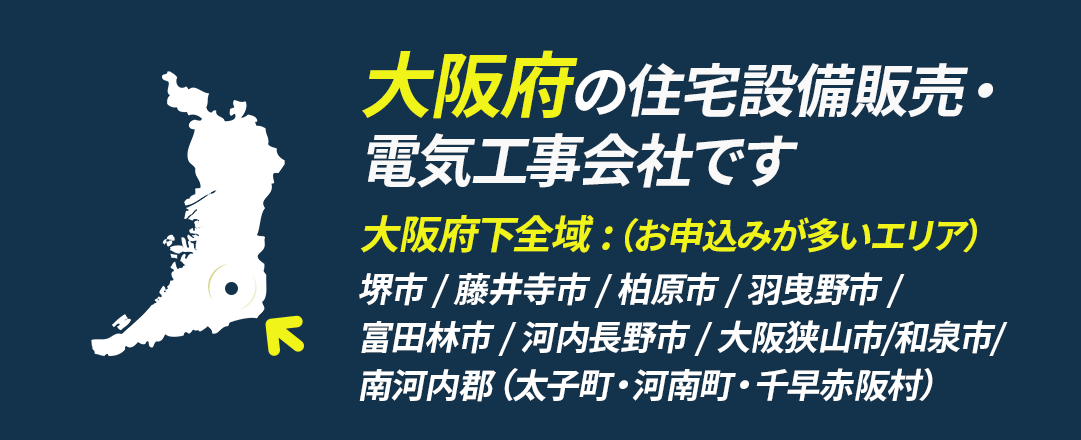 大阪府の住宅設備販売・
電気工事会社です
大阪府下全域：（お申込みが多いエリア）
堺市 / 藤井寺市 / 柏原市 / 羽曳野市 /
富田林市 / 河内長野市 / 大阪狭山市/和泉市/
南河内郡（太子町・河南町・千早赤阪村）